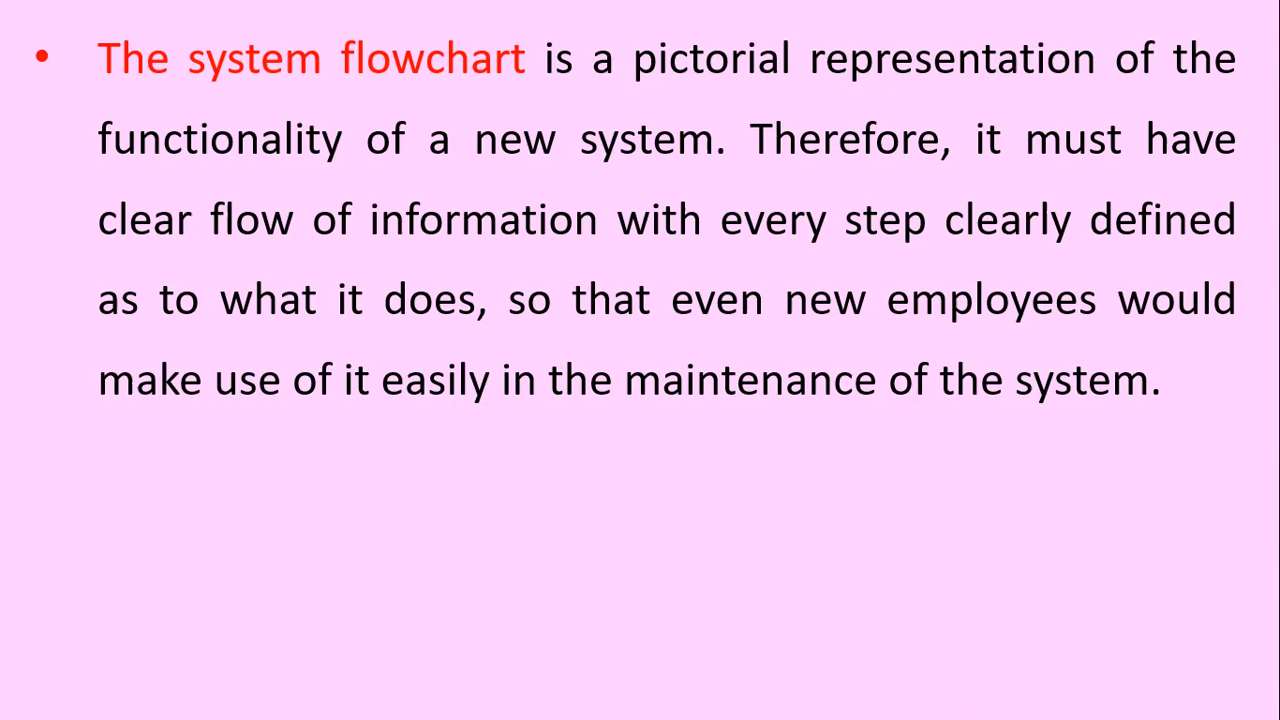 • The system flowchart is a pictorial representation of the
functionality of a new system. Therefore, it must have
clear flow of information with every step clearly defined
as to what it does, so that even new employees would
make use of it easily in the maintenance of the system.